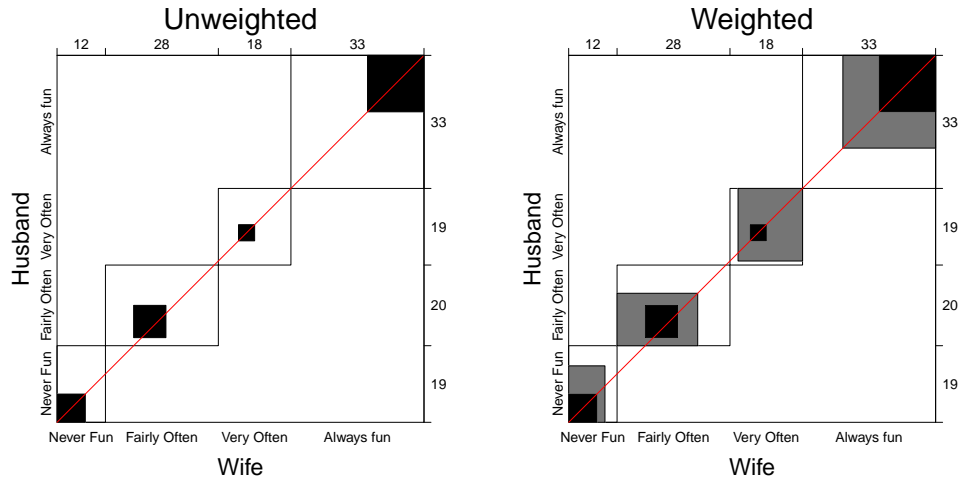 Unweighted
12 28 18 33
Husband
Always fun
Very Often
Fairly Often
Never Fun
33
19
20
19
Never Fun Fairly Often Very Often Always fun
Wife
Weighted
12 28 18 33
Husband
Always fun
Very Often
Fairly Often
Never Fun
33
19
20
19
Never Fun Fairly Often Very Often Always fun
Wife